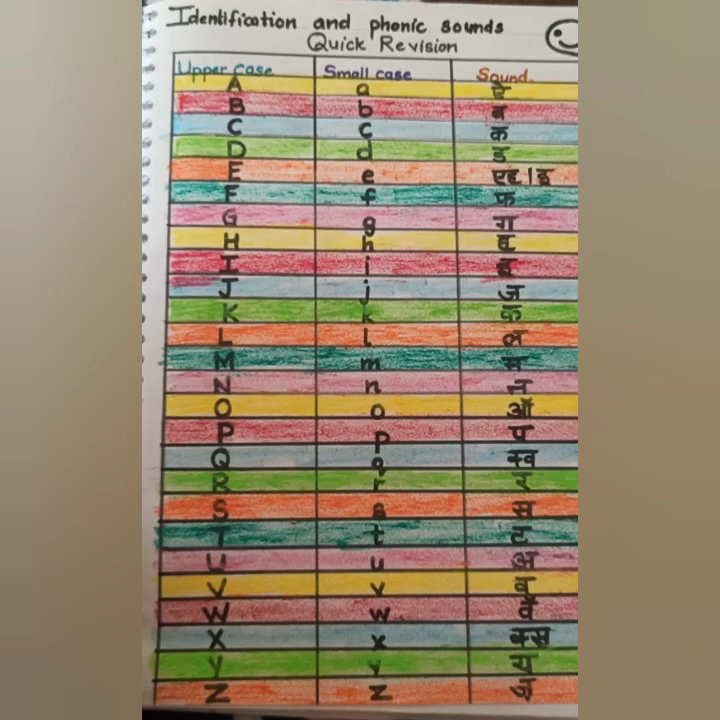 Identification and phonic sounds
Quick Revision
Upper case Small case Sound.
A a ऐ
B b ब
C c क
D d ड
E e एह।इ
F f फ
G g ग
H h ह
I i इ
J j ज
K k क
L l ल
M m म
N n न
O o ऑ
P p प
Q q क्व
R r र
S s स
T t ट
U u अ
V v व
W w वॅ
X x क्स
Y y य
Z z ज़